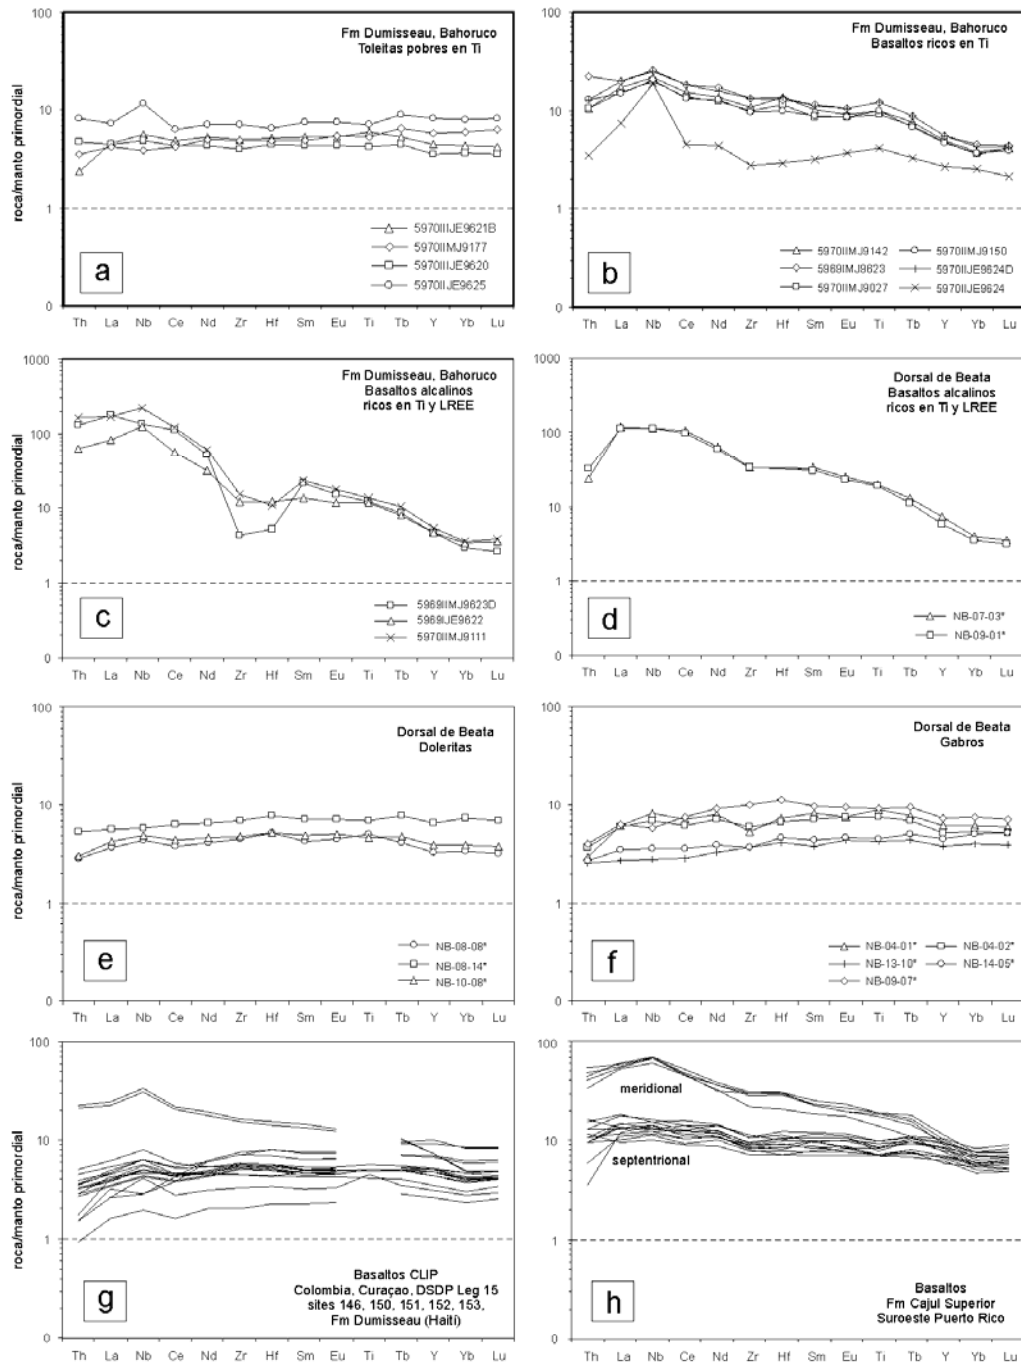 100
10
1
0
roca/manto primordial
Fm Dumisseau, Bahoruco
Toleitas pobres en Ti
a
5970IIIJE9621B
5970IIMJ9177
5970IIIJE9620
5970IIJE9625
Th La Nb Ce Nd Zr Hf Sm Eu Ti Tb Y Yb Lu
100
10
1
0
Fm Dumisseau, Bahoruco
Basaltos ricos en Ti
b
5970IIMJ9142 5970IIMJ9150
5969IMJ9623 5970IIJE9624D
5970IIMJ9027 5970IIJE9624
Th La Nb Ce Nd Zr Hf Sm Eu Ti Tb Y Yb Lu
1000
100
10
1
0
roca/manto primordial
Fm Dumisseau, Bahoruco
Basaltos alcalinos
ricos en Ti y LREE
c
5969IIMJ9623D
5969IJE9622
5970IIMJ9111
Th La Nb Ce Nd Zr Hf Sm Eu Ti Tb Y Yb Lu
1000
100
10
1
0
Dorsal de Beata
Basaltos alcalinos
ricos en Ti y LREE
d
NB-07-03*
NB-09-01*
Th La Nb Ce Nd Zr Hf Sm Eu Ti Tb Y Yb Lu
100
10
1
0
roca/manto primordial
Dorsal de Beata
Doleritas
e
NB-08-08*
NB-08-14*
NB-10-08*
Th La Nb Ce Nd Zr Hf Sm Eu Ti Tb Y Yb Lu
100
10
1
0
Dorsal de Beata
Gabros
f
NB-04-01* NB-04-02*
NB-13-10* NB-14-05*
NB-09-07*
Th La Nb Ce Nd Zr Hf Sm Eu Ti Tb Y Yb Lu
100
10
1
0
roca/manto primordial
g
Basaltos CLIP
Colombia, Curaçao, DSDP Leg 15
sites 146, 150, 151, 152, 153,
Fm Dumisseau (Haití)
Th La Nb Ce Nd Zr Hf Sm Eu Ti Tb Y Yb Lu
100
10
1
0
meridional
septentrional
h
Basaltos
Fm Cajul Superior
Suroeste Puerto Rico
Th La Nb Ce Nd Zr Hf Sm Eu Ti Tb Y Yb Lu